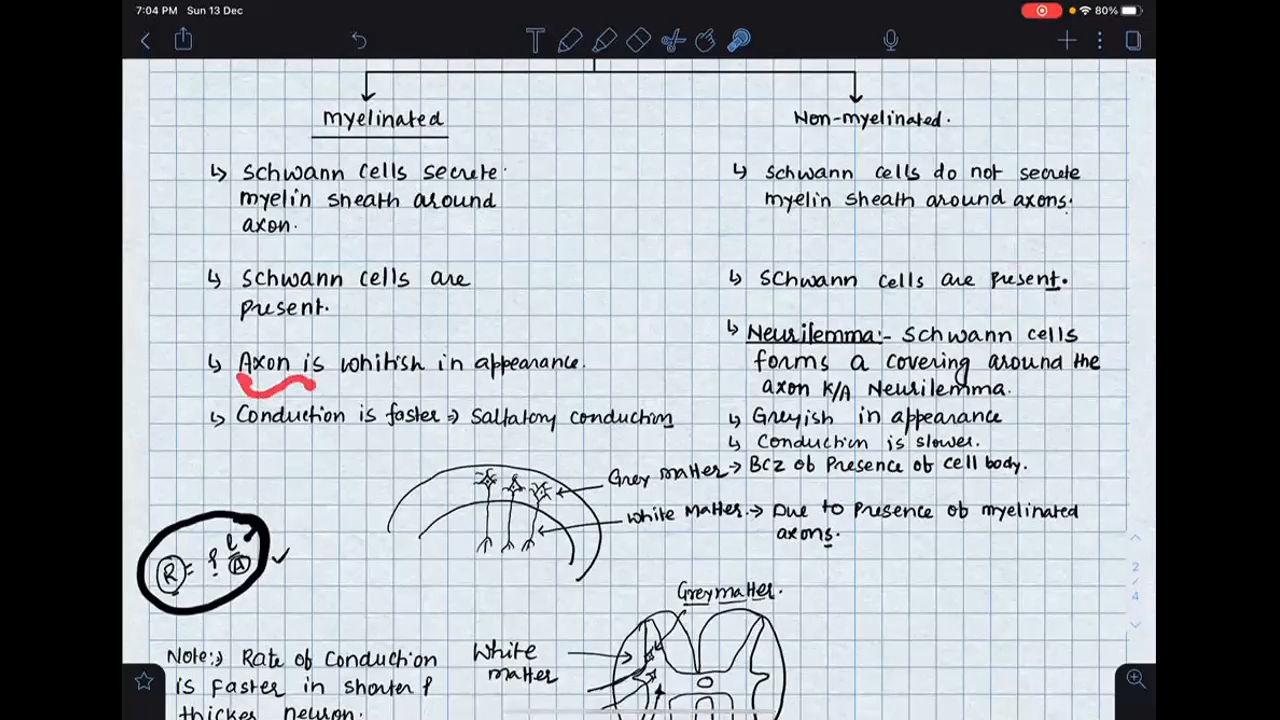 7:04 PM Sun 13 Dec
80%
Myelinated
Schwann cells secrete
myelin sheath around
axon.
Schwann cells are
present.
Axon is whitish in appearance.
Conduction is faster => Saltatory conduction
Non-myelinated.
Schwann cells do not secrete
myelin sheath around axons.
Schwann cells are present.
Neurilemma:- Schwann cells
forms a covering around the
axon K/A Neurilemma.
Greyish in appearance
Conduction is slower.
Grey matter → Bcz of Presence of cell body.
White matter. → Due to Presence of myelinated
axons.
R = ρ l
A
Grey matter.
White
matter
Note:→ Rate of Conduction
is faster in shorter &
thicker neuron.
2
/
4